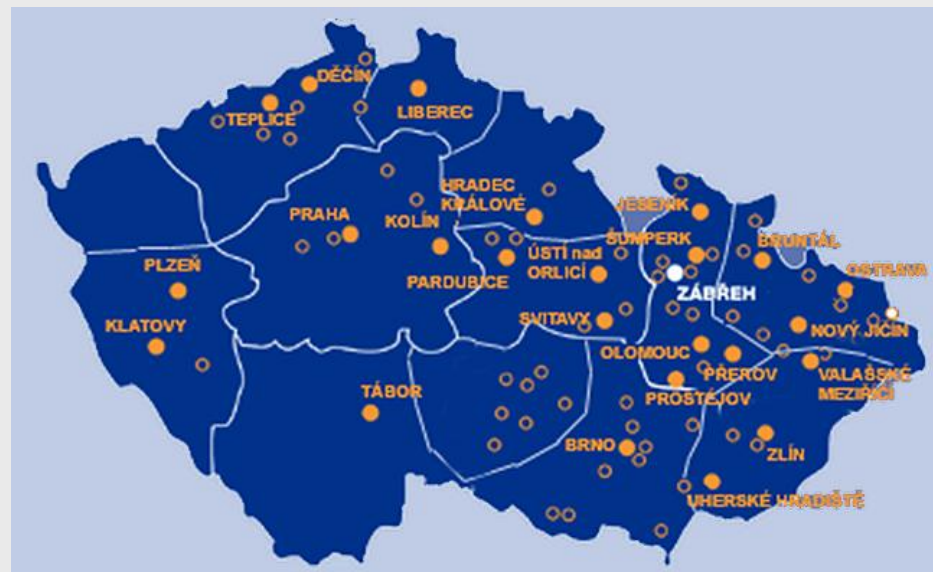 DĚČÍN
TEPLICE
LIBEREC
HRADEC
KRÁLOVÉ
JESENÍK
PRAHA
KOLÍN
ŠUMPERK
BRUNTÁL
ÚSTÍ nad
ORLICÍ
PLZEŇ
PARDUBICE
OSTRAVA
ZÁBŘEH
KLATOVY
SVITAVY
NOVÝ JIČÍN
OLOMOUC
PŘEROV
VALAŠSKÉ
MEZIŘÍČÍ
TÁBOR
PROSTĚJOV
BRNO
ZLÍN
UHERSKÉ HRADIŠTĚ